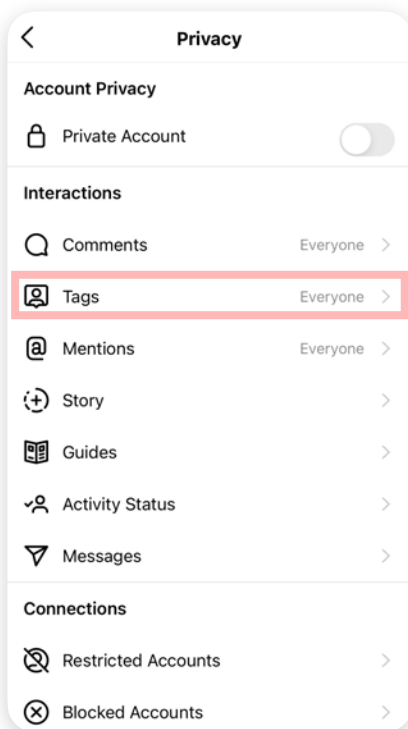 Privacy
Account Privacy
Private Account
Interactions
Comments Everyone
Tags Everyone
Mentions Everyone
Story
Guides
Activity Status
Messages
Connections
Restricted Accounts
Blocked Accounts